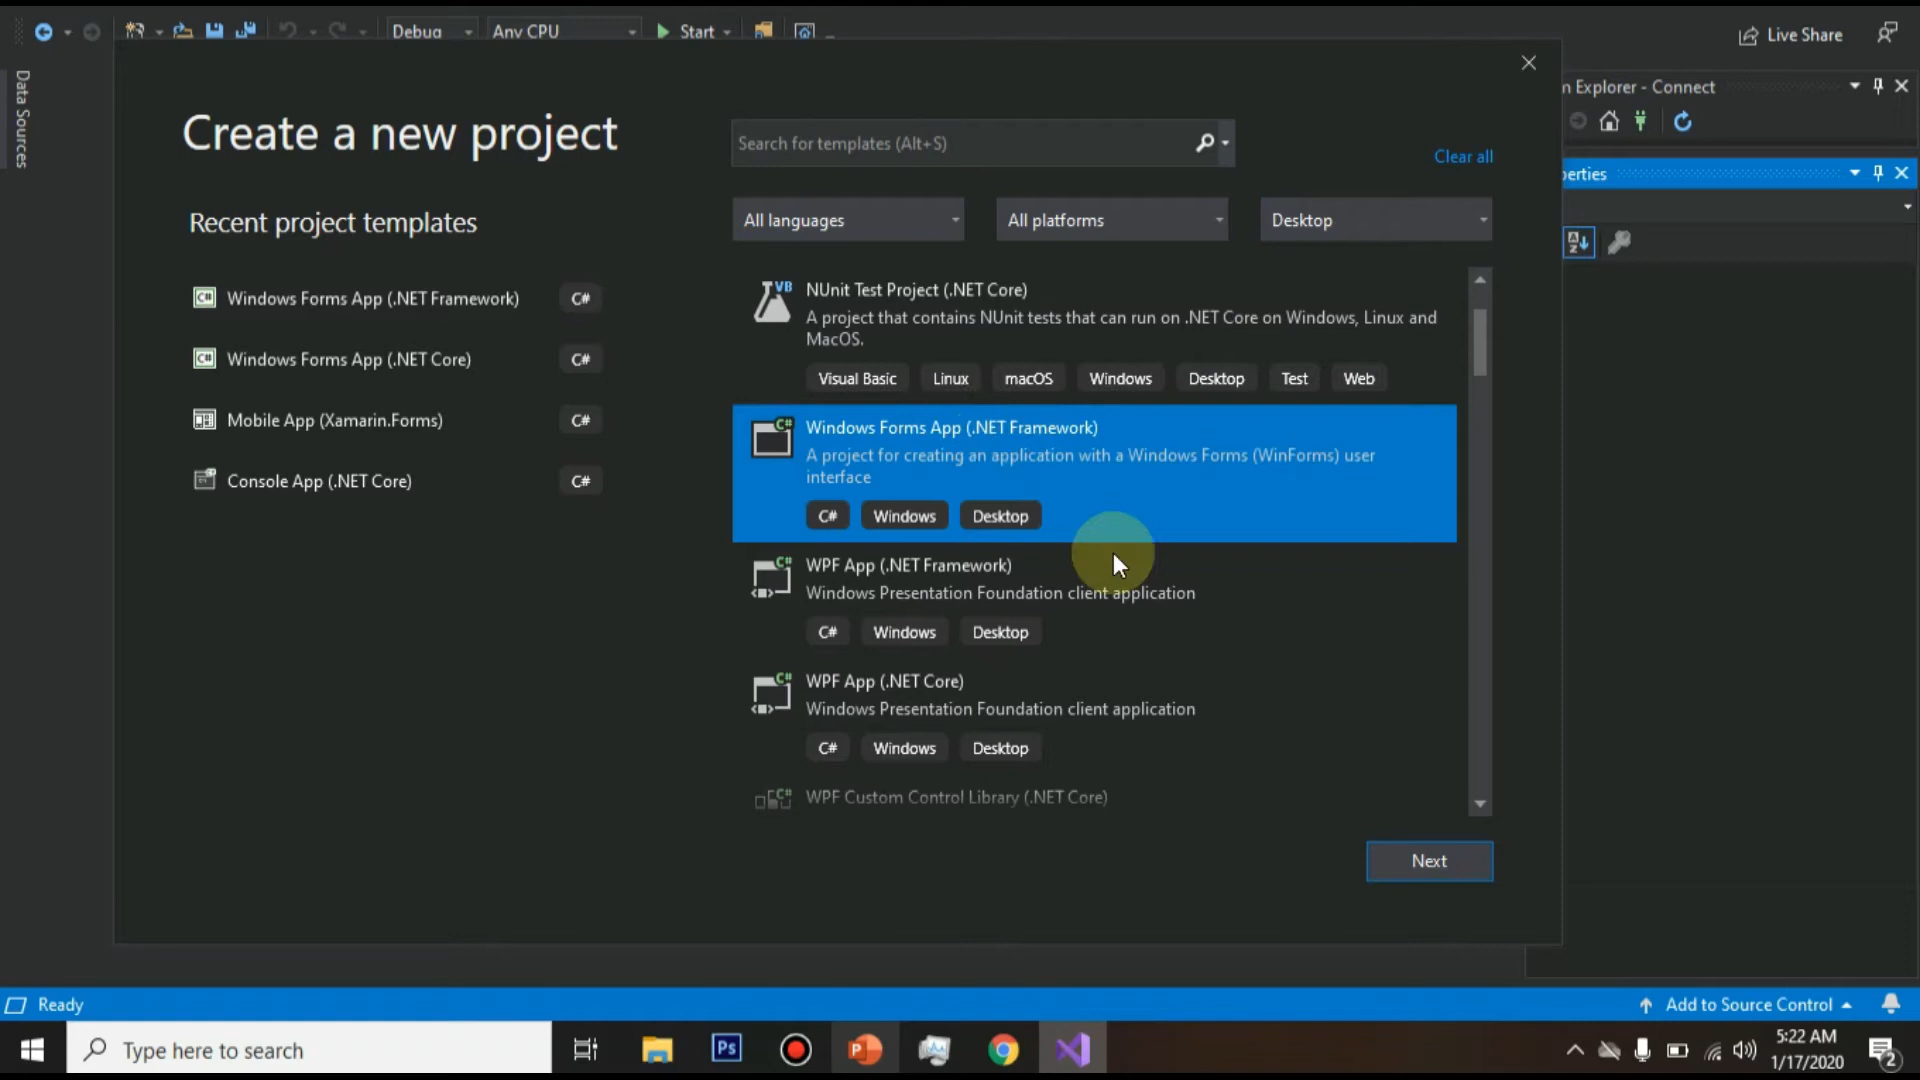 Debug
Any CPU
Start
Live Share
Data Sources
Create a new project
Search for templates (Alt+S)
Clear all
All languages
All platforms
Desktop
Recent project templates
C# Windows Forms App (.NET Framework) C#
C# Windows Forms App (.NET Core) C#
Mobile App (Xamarin.Forms) C#
Console App (.NET Core) C#
VB NUnit Test Project (.NET Core)
A project that contains NUnit tests that can run on .NET Core on Windows, Linux and
MacOS.
Visual Basic Linux macOS Windows Desktop Test Web
C# Windows Forms App (.NET Framework)
A project for creating an application with a Windows Forms (WinForms) user
interface
C# Windows Desktop
C# WPF App (.NET Framework)
Windows Presentation Foundation client application
C# Windows Desktop
C# WPF App (.NET Core)
Windows Presentation Foundation client application
C# Windows Desktop
C# WPF Custom Control Library (.NET Core)
Next
m Explorer - Connect
perties
A
Z
Ready
Add to Source Control
Type here to search
Ps
P
5:22 AM
1/17/2020
2